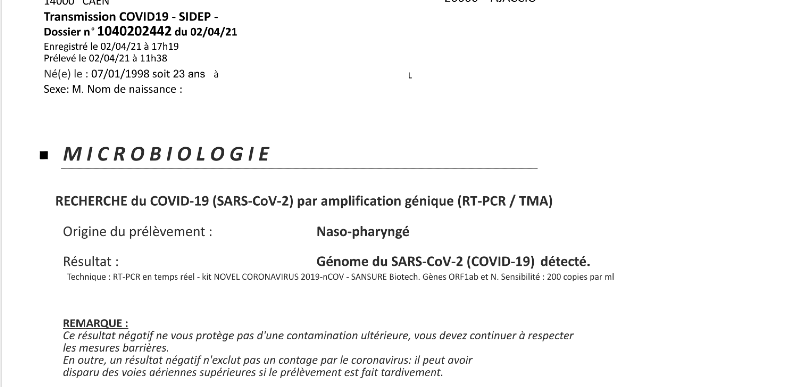 14000 CAEN
20000 - AJACCIO
Transmission COVID19 - SIDEP -
Dossier n° 1040202442 du 02/04/21
Enregistré le 02/04/21 à 17h19
Prélevé le 02/04/21 à 11h38
Né(e) le : 07/01/1998 soit 23 ans à
L
Sexe: M. Nom de naissance :
MICROBIOLOGIE
RECHERCHE du COVID-19 (SARS-CoV-2) par amplification génique (RT-PCR / TMA)
Origine du prélèvement : Naso-pharyngé
Résultat : Génome du SARS-CoV-2 (COVID-19) détecté.
Technique : RT-PCR en temps réel - kit NOVEL CORONAVIRUS 2019-nCOV - SANSURE Biotech. Gènes ORF1ab et N. Sensibilité : 200 copies par ml
REMARQUE :
Ce résultat négatif ne vous protège pas d'une contamination ultérieure, vous devez continuer à respecter
les mesures barrières.
En outre, un résultat négatif n'exclut pas un contage par le coronavirus: il peut avoir
disparu des voies aériennes supérieures si le prélèvement est fait tardivement.